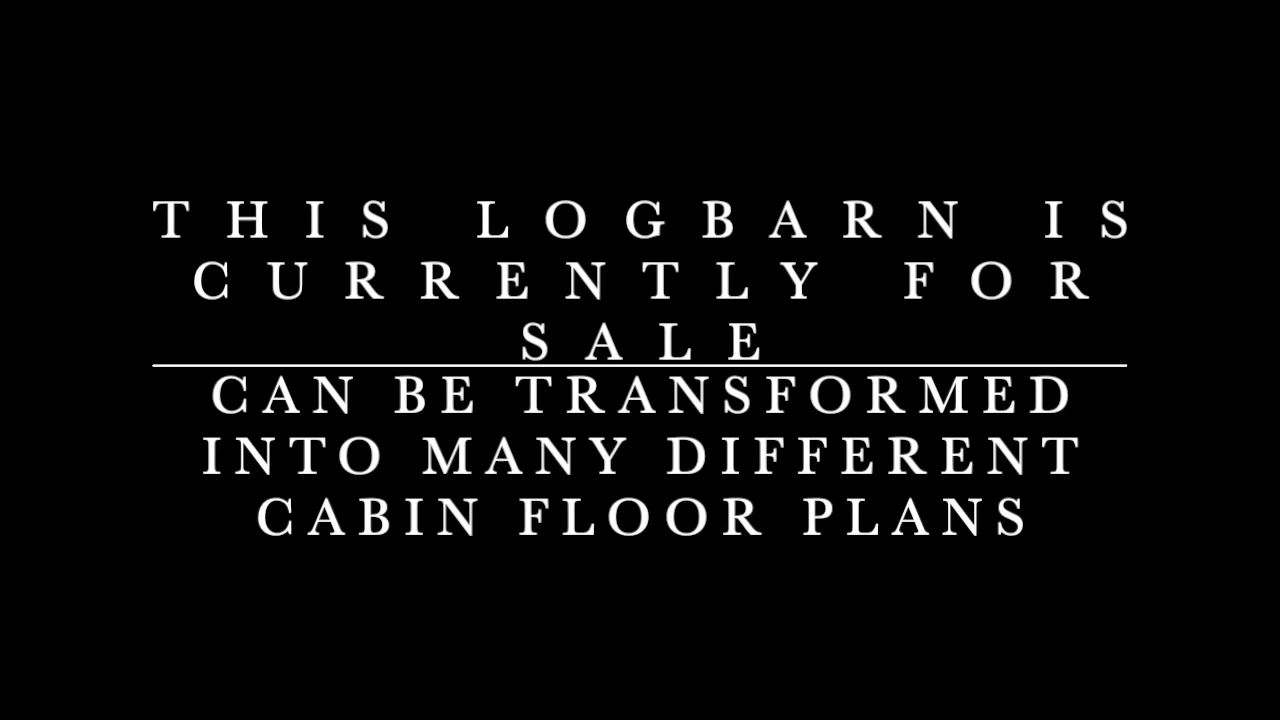 THIS LOGBARN IS
CURRENTLY FOR
SALE
CAN BE TRANSFORMED
INTO MANY DIFFERENT
CABIN FLOOR PLANS